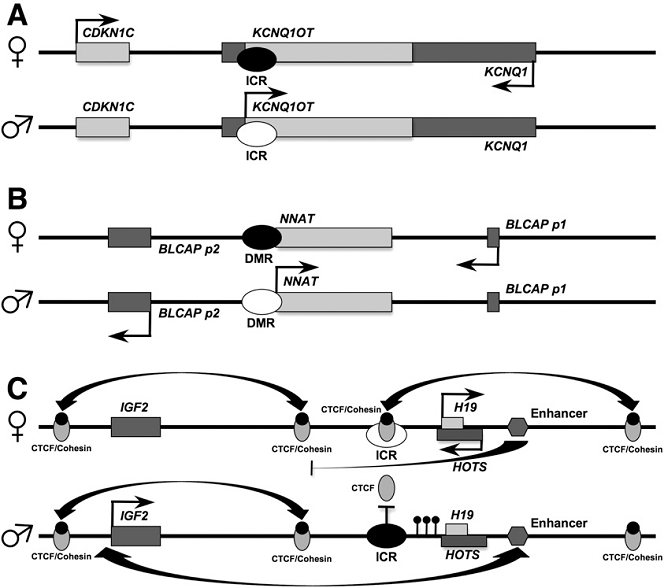 A
CDKN1C
KCNQ1OT
ICR
KCNQ1
CDKN1C
KCNQ1OT
ICR
KCNQ1
B
NNAT
BLCAP p1
BLCAP p2
DMR
NNAT
BLCAP p1
BLCAP p2
DMR
C
IGF2
CTCF/Cohesin
H19
Enhancer
CTCF/Cohesin
CTCF/Cohesin
ICR
CTCF/Cohesin
HOTS
CTCF
IGF2
H19
Enhancer
CTCF/Cohesin
CTCF/Cohesin
ICR
HOTS
CTCF/Cohesin